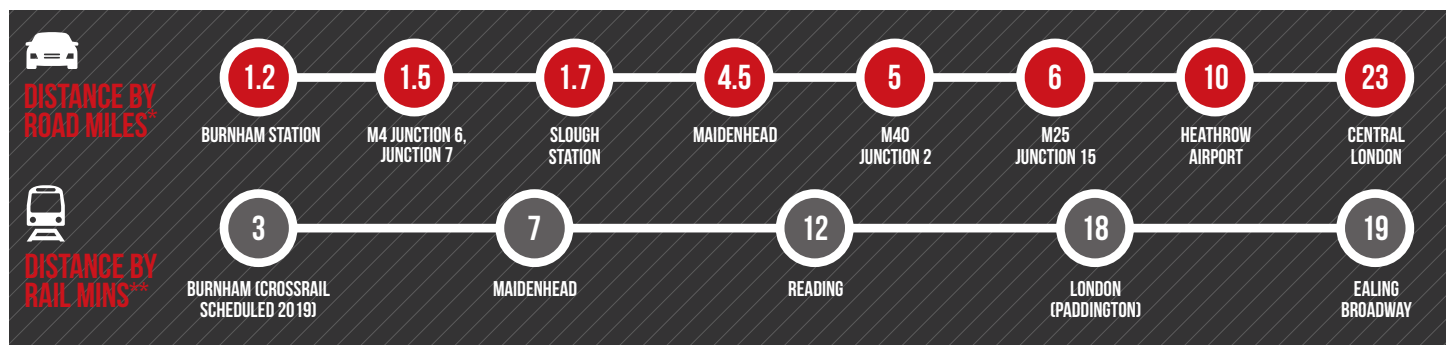 DISTANCE BY
ROAD MILES*
1.2
1.5
1.7
4.5
5
6
10
23
BURNHAM STATION
M4 JUNCTION 6,
JUNCTION 7
SLOUGH
STATION
MAIDENHEAD
M40
JUNCTION 2
M25
JUNCTION 15
HEATHROW
AIRPORT
CENTRAL
LONDON
DISTANCE BY
RAIL MINS**
3
7
12
18
19
BURNHAM (CROSSRAIL
SCHEDULED 2019)
MAIDENHEAD
READING
LONDON
(PADDINGTON)
EALING
BROADWAY